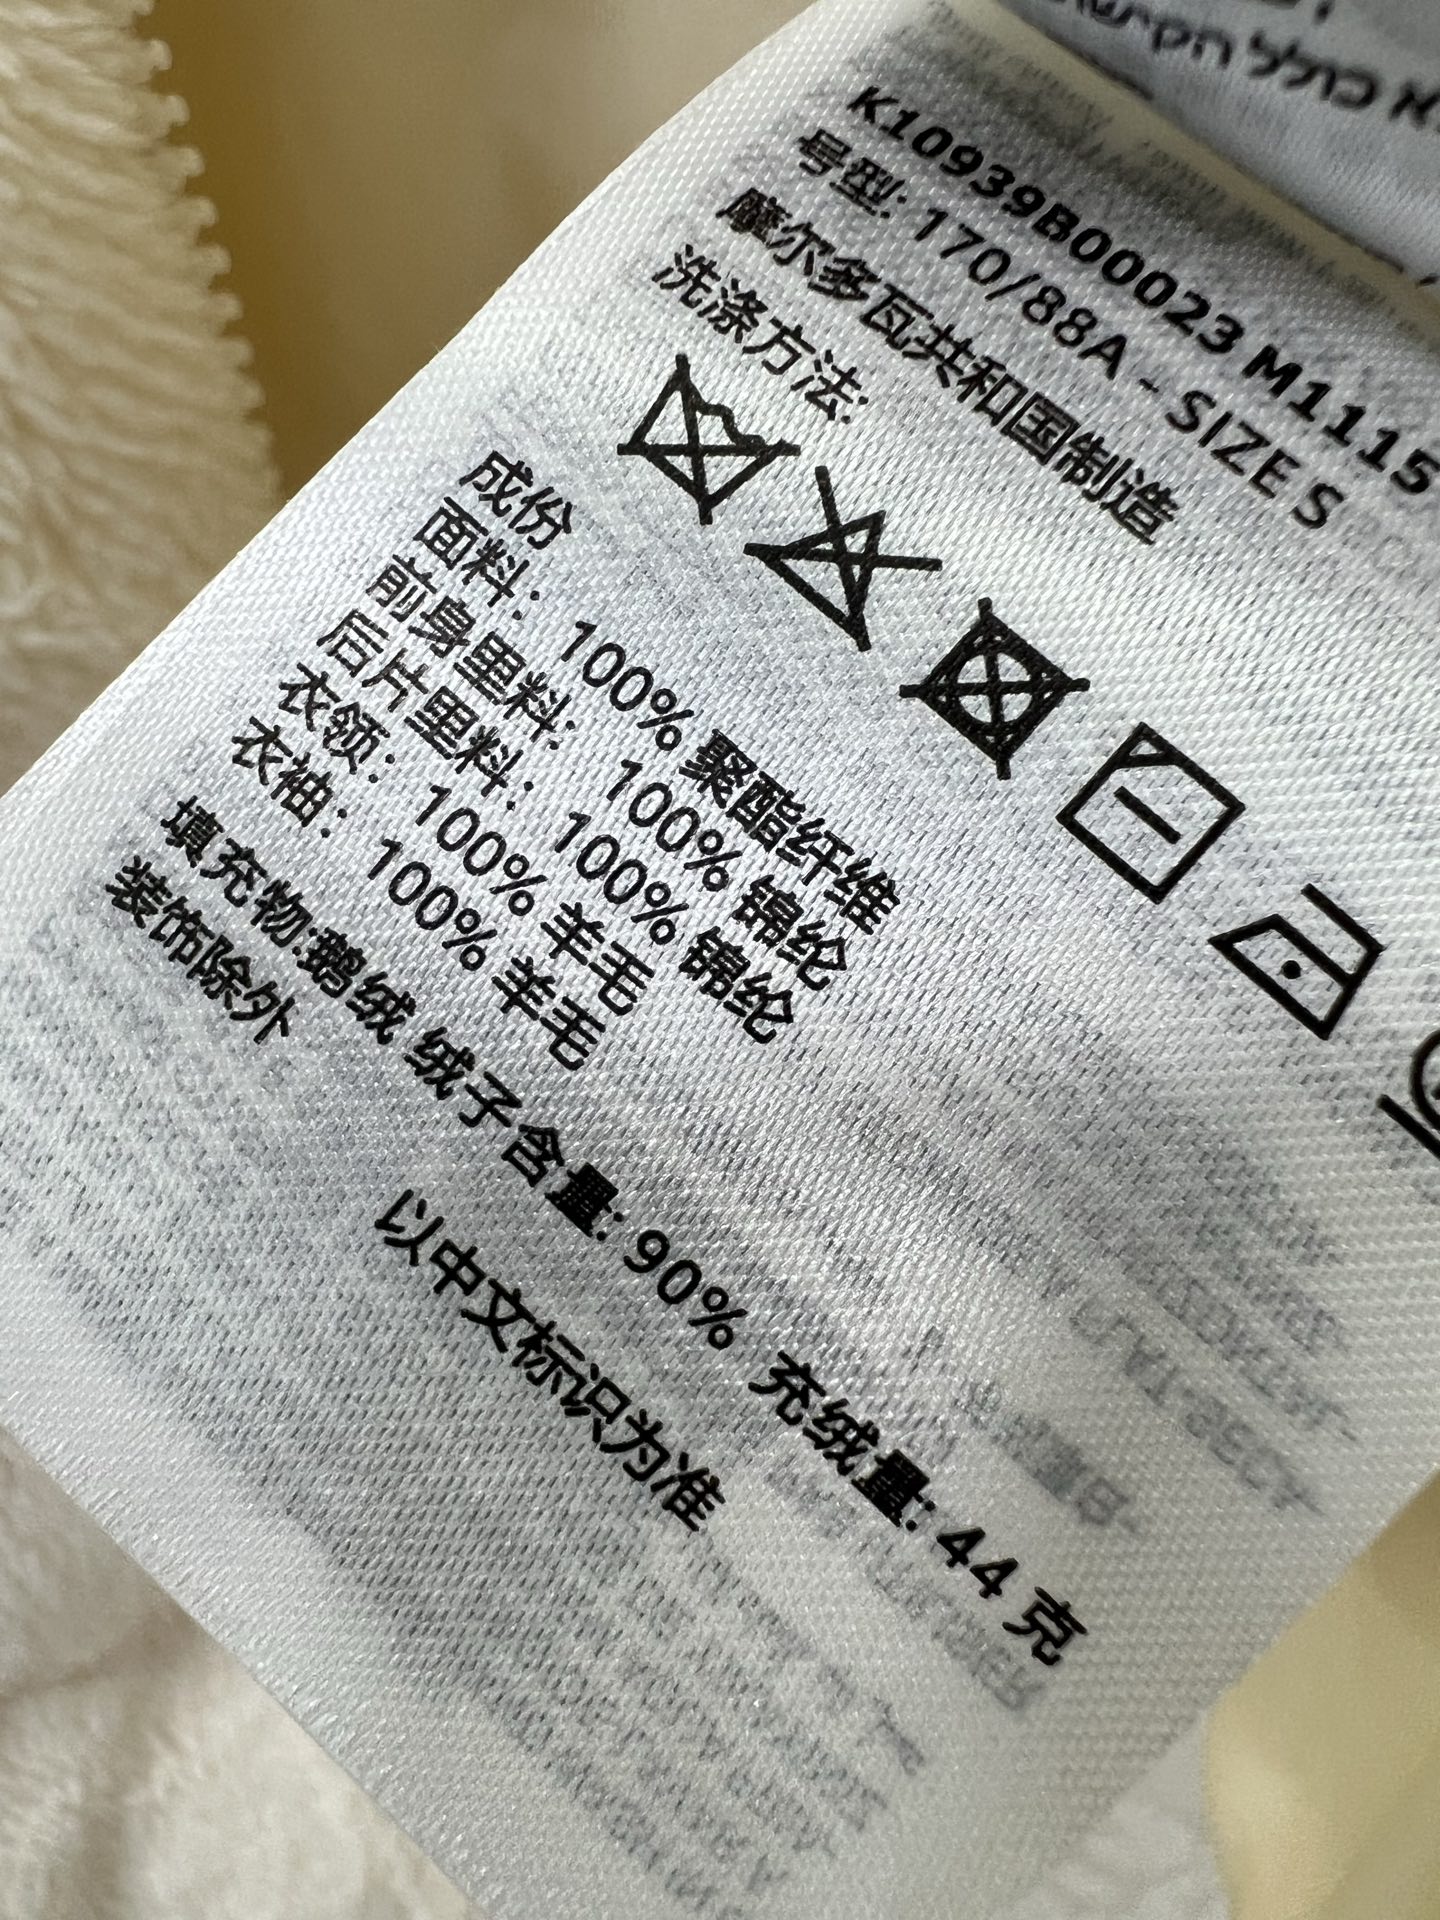 לא כולל הקישו
K10939B00023 M1115
号型: 170/88A - SIZE S
摩尔多瓦共和国制造
洗涤方法:
成份
面料: 100% 聚酯纤维
前身里料: 100% 锦纶
后片里料: 100% 锦纶
衣领: 100% 羊毛
衣袖: 100% 羊毛
填充物:鹅绒 绒子含量: 90% 充绒量: 44 克
装饰除外
以中文标识为准